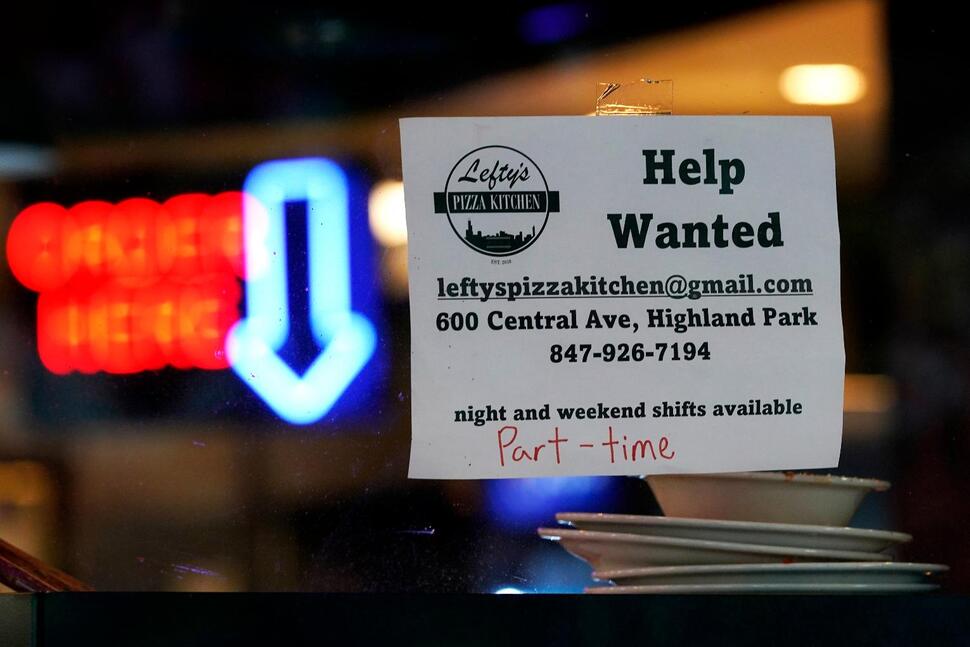 Lefty's
PIZZA KITCHEN
Help
Wanted
leftyspizzakitchen@gmail.com
600 Central Ave, Highland Park
847-926-7194
night and weekend shifts available
Part-time